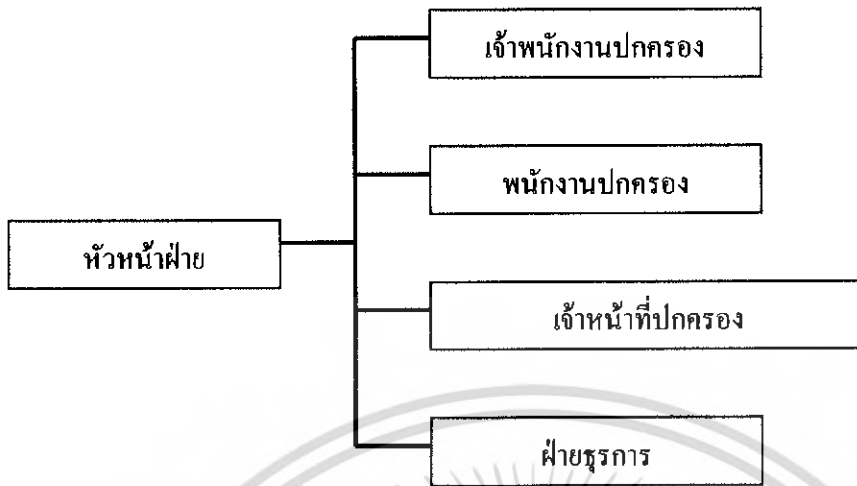 เจ้าพนักงานปกครอง
พนักงานปกครอง
หัวหน้าฝ่าย
เจ้าหน้าที่ปกครอง
ฝ่ายธุรการ